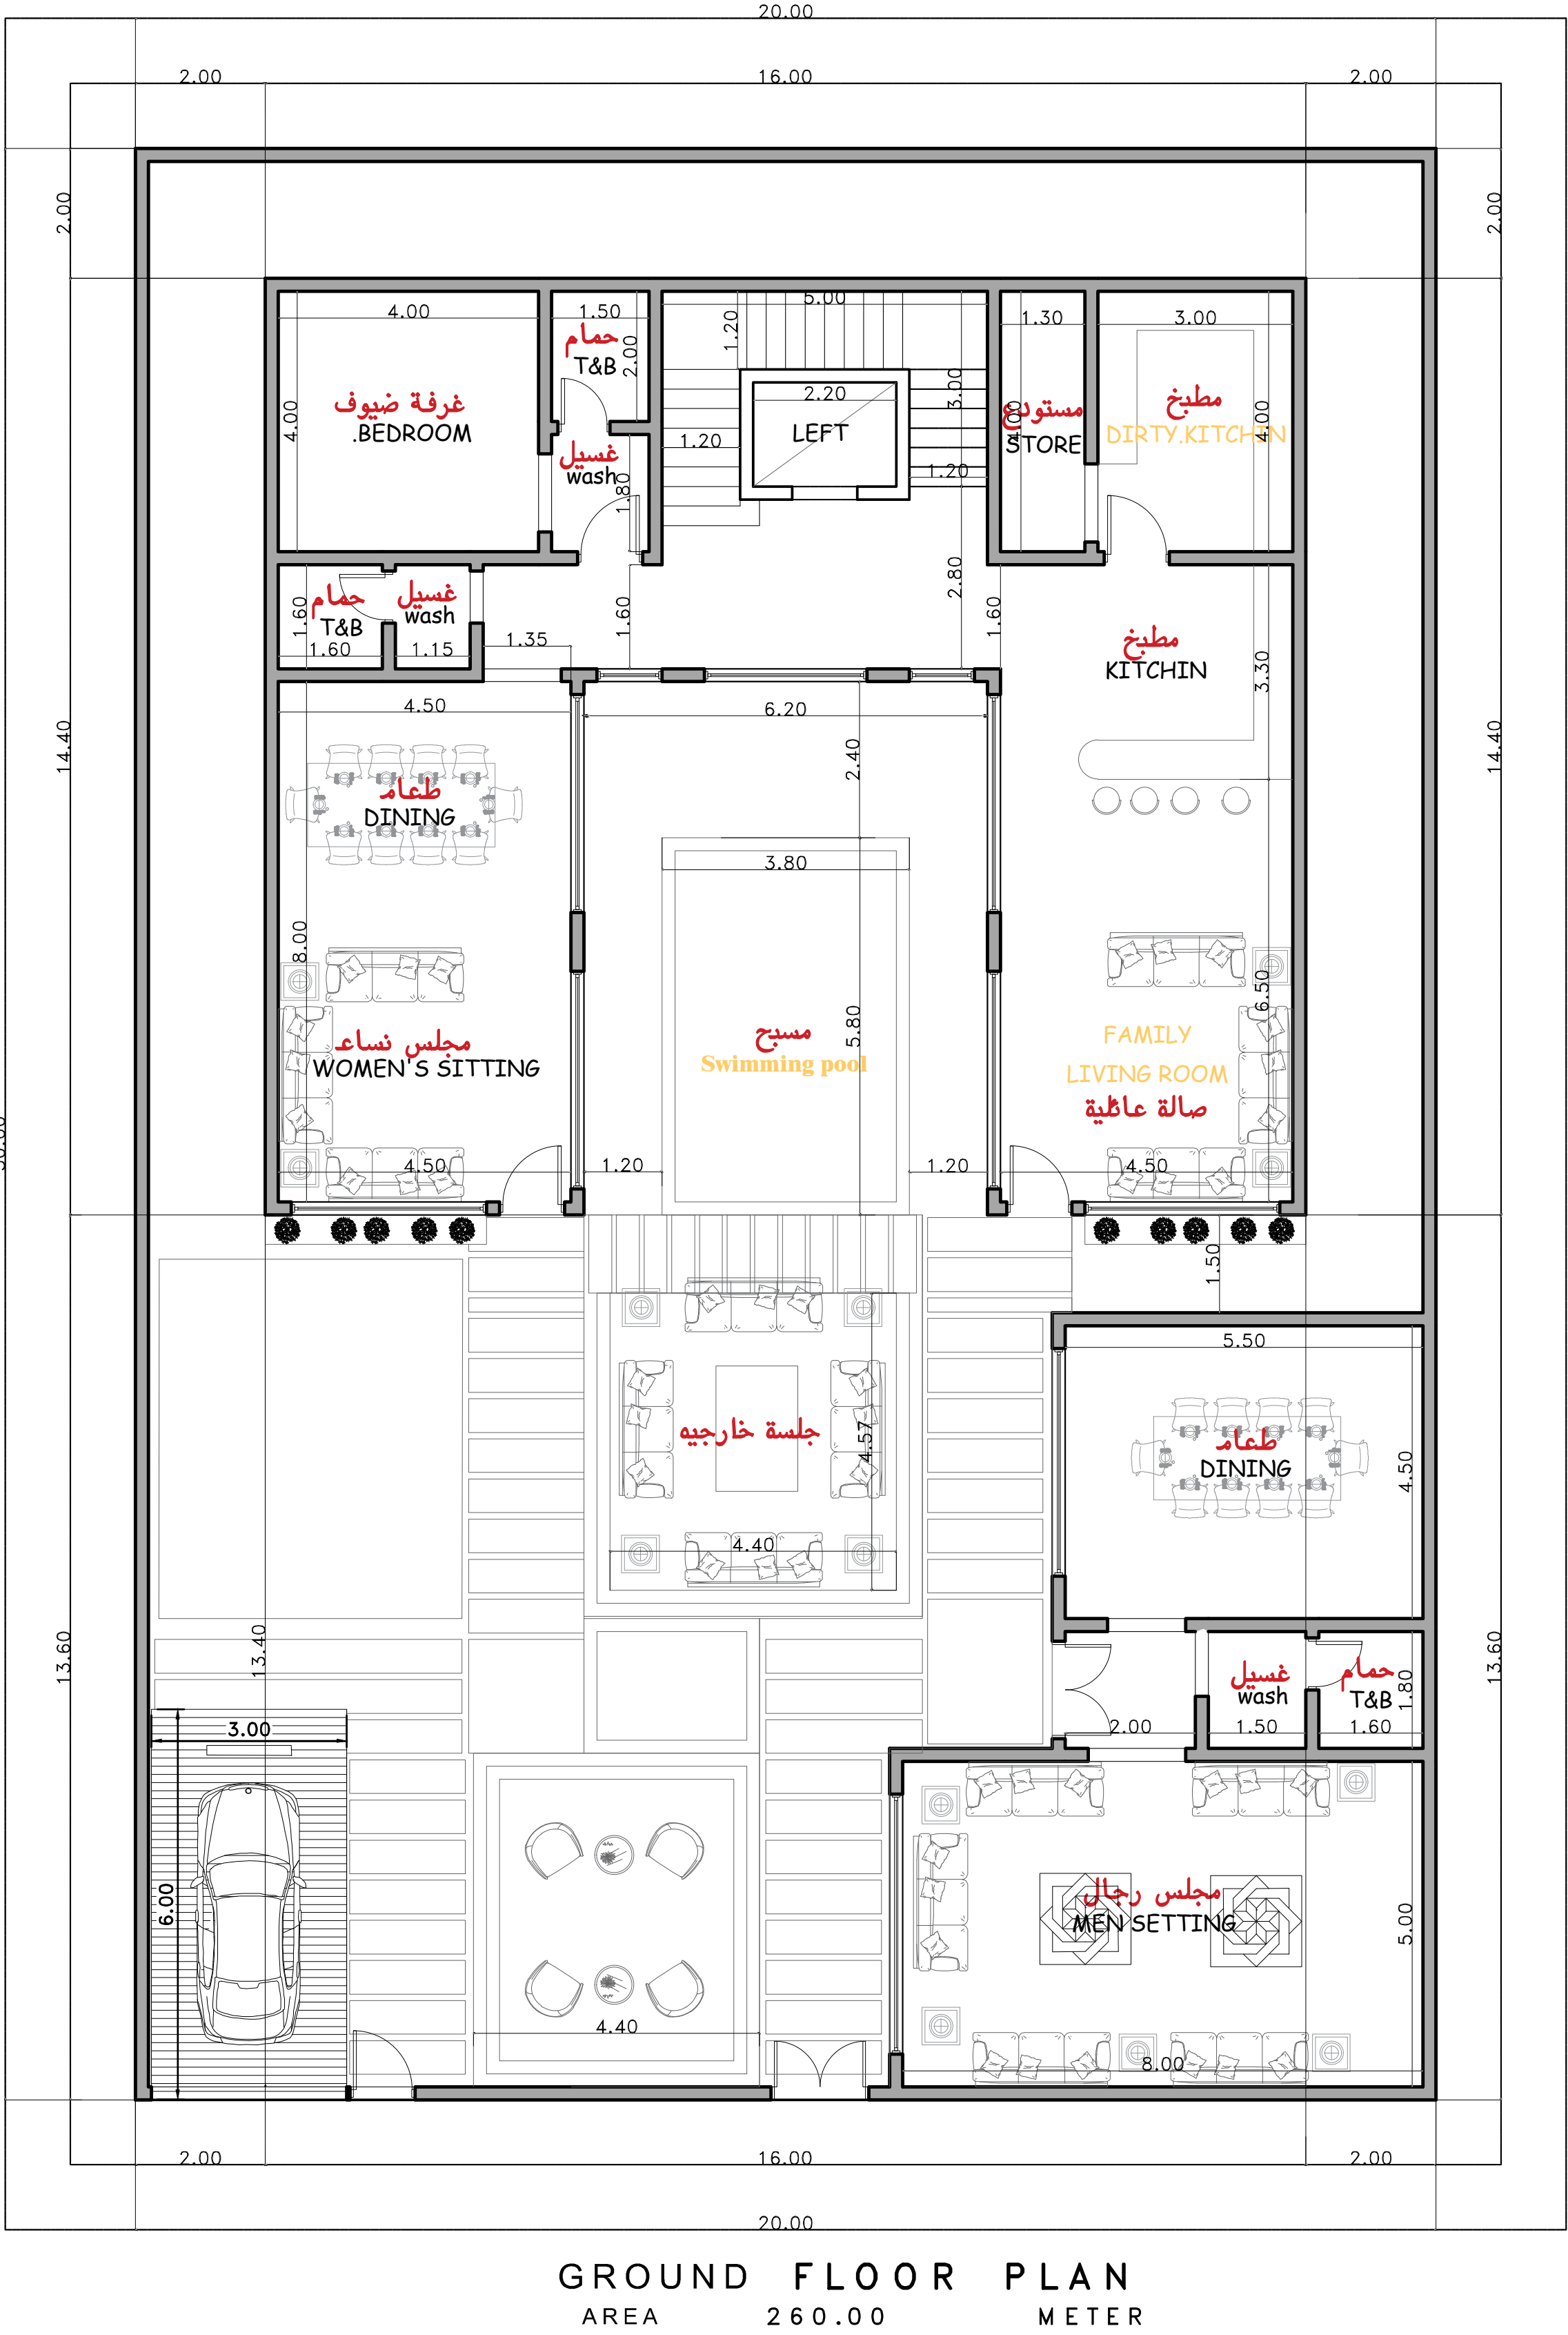 20.00
2.00
16.00
2.00
2.00
2.00
4.00
1.50
5.00
1.30
3.00
1.20
حمام
T&B
2.00
2.20
3.00
4.00
غرفة ضيوف
BEDROOM.
LEFT
مستودع
STORE
4.00
مطبخ
DIRTY.KITCHIN
4.00
1.20
غسيل
wash
1.80
1.20
2.80
1.60
حمام
T&B
1.60
غسيل
wash
1.15
1.35
1.60
1.60
مطبخ
KITCHIN
3.30
4.50
6.20
2.40
14.40
14.40
طعام
DINING
3.80
8.00
6.50
مجلس نساء
WOMEN'S SITTING
مسبح
Swimming pool
5.80
FAMILY
LIVING ROOM
صالة عائلية
4.50
1.20
1.20
4.50
1.50
5.50
جلسة خارجيه
4.57
طعام
DINING
4.50
4.40
13.60
13.40
13.60
غسيل
wash
حمام
T&B
1.80
3.00
2.00
1.50
1.60
6.00
مجلس رجال
MEN SETTING
5.00
4.40
8.00
2.00
16.00
2.00
20.00
GROUND FLOOR PLAN
AREA 260.00 METER